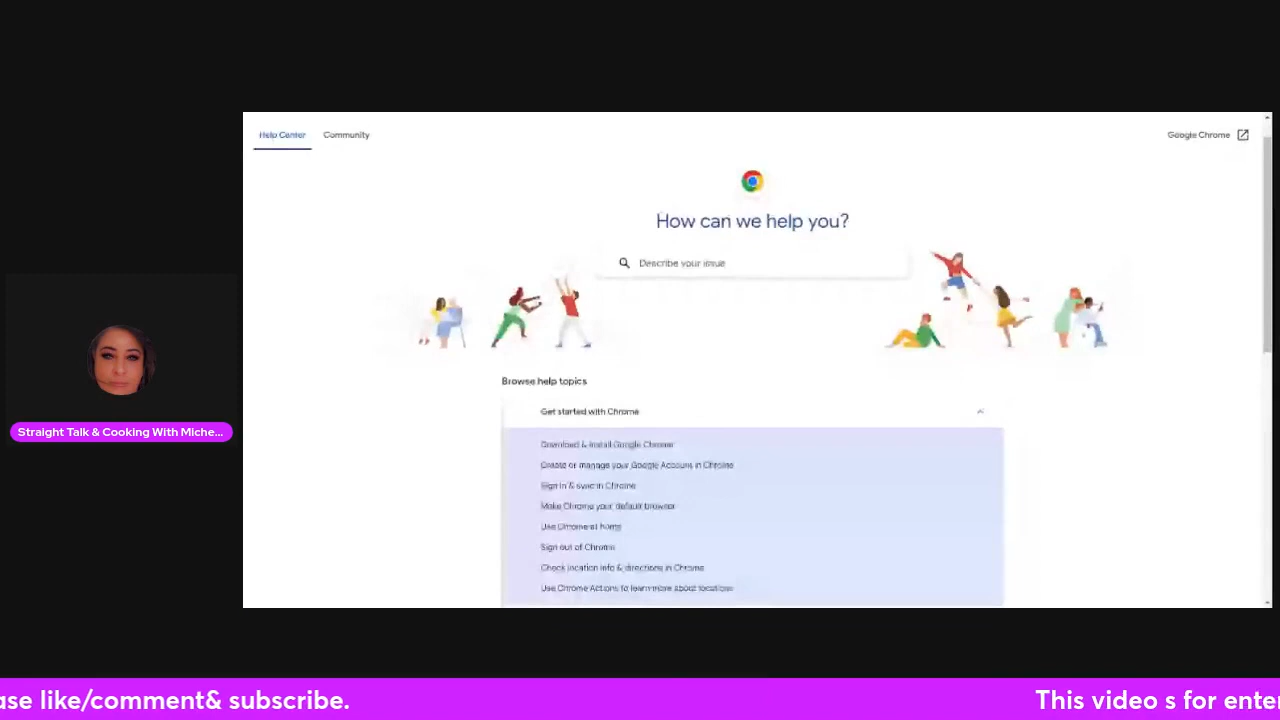 Help Center Community Google Chrome
How can we help you?
Describe your issue
Browse help topics
Get started with Chrome
Download & install Google Chrome
Create or manage your Google Account in Chrome
Sign in & sync in Chrome
Make Chrome your default browser
Use Chrome at home
Sign out of Chrome
Check location info & directions in Chrome
Use Chrome Actions to learn more about locations
Straight Talk & Cooking With Miche...
ase like/comment& subscribe. This video s for enter